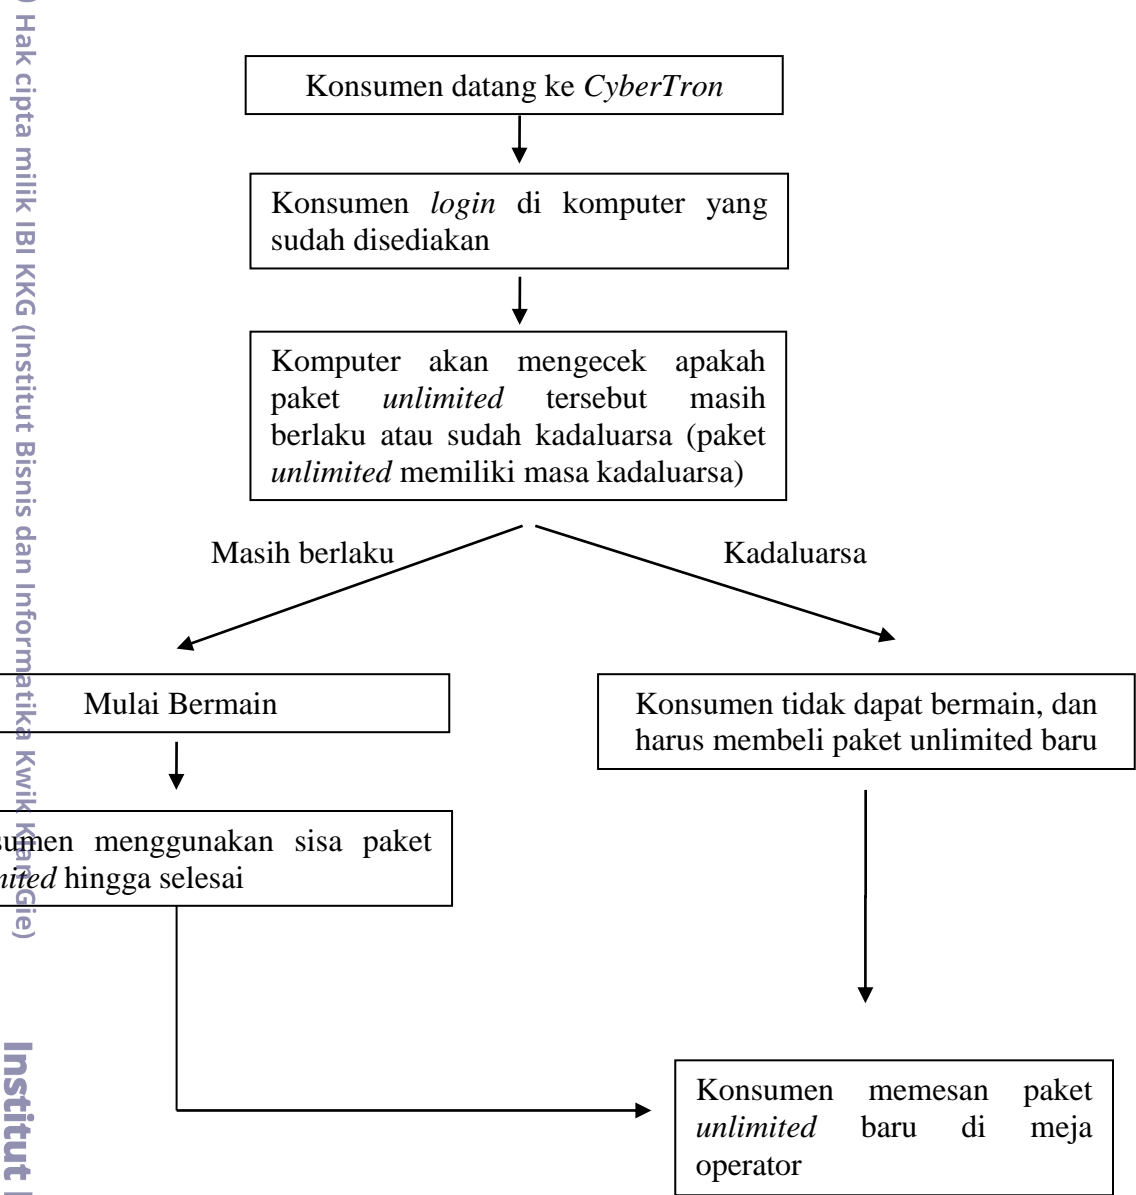 Hak cipta milik IBI KKG (Institut Bisnis dan Informatika Kwik Kian Gie)
Institut
Konsumen datang ke CyberTron
Konsumen login di komputer yang
sudah disediakan
Komputer akan mengecek apakah
paket unlimited tersebut masih
berlaku atau sudah kadaluarsa (paket
unlimited memiliki masa kadaluarsa)
Masih berlaku
Kadaluarsa
Mulai Bermain
Konsumen tidak dapat bermain, dan
harus membeli paket unlimited baru
sumen menggunakan sisa paket
mited hingga selesai
Konsumen memesan paket
unlimited baru di meja
operator